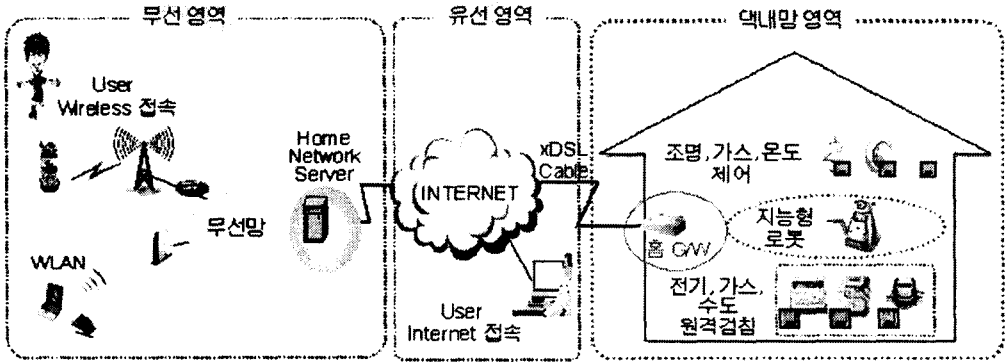 무선 영역
User
Wireless 접속
Home
Network
Server
무선망
WLAN
유선 영역
INTERNET
xDSL
Cable
User
Internet 접속
댁내망 영역
조명,가스,온도
제어
지능형
로봇
홈 G/W
전기,가스,
수도
원격검침